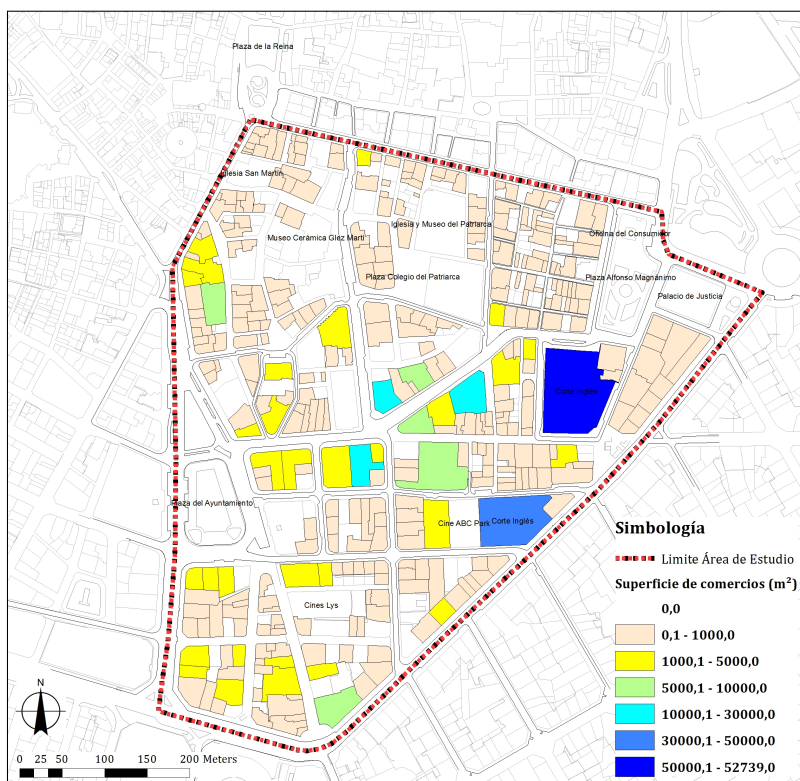 Plaza de la Reina
Iglesia San Martín
Iglesia y Museo del Patriarca
Oficina del Consumidor
Museo Cerámica Glez Martí
Plaza Colegio del Patriarca
Plaza Alfonso Magnánimo
Palacio de Justicia
Corte Inglés
Plaza del Ayuntamiento
Cine ABC Park
Corte Inglés
Cines Lys
Simbología
Limite Área de Estudio
Superficie de comercios (m²)
0,0
0,1 - 1000,0
1000,1 - 5000,0
5000,1 - 10000,0
10000,1 - 30000,0
30000,1 - 50000,0
50000,1 - 52739,0
N
0 25 50 100 150 200 Meters